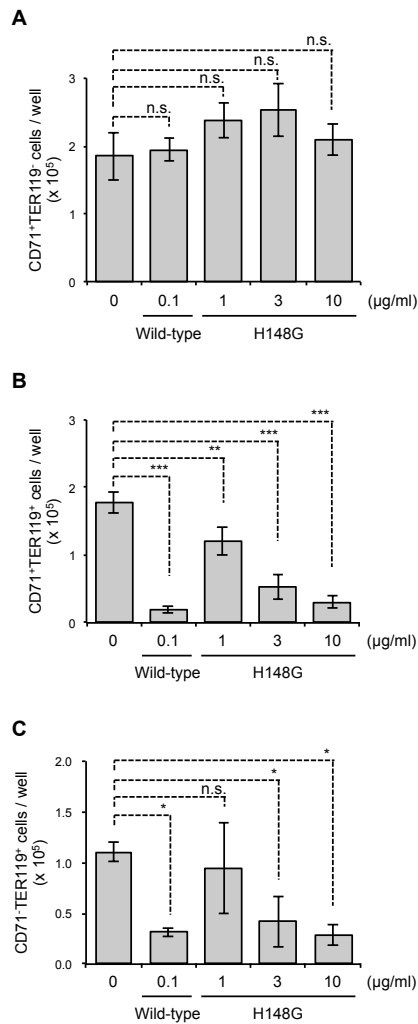 A
n.s.
n.s.
n.s.
n.s.
3
2
1
0
CD71⁺TER119⁻ cells / well
(x 10⁵)
0 0.1 1 3 10 (µg/ml)
Wild-type H148G
B
***
***
**
***
3
2
1
0
CD71⁺TER119⁺ cells / well
(x 10⁵)
0 0.1 1 3 10 (µg/ml)
Wild-type H148G
C
*
*
n.s.
*
2.0
1.5
1.0
0.5
0.0
CD71⁻TER119⁺ cells / well
(x 10⁵)
0 0.1 1 3 10 (µg/ml)
Wild-type H148G